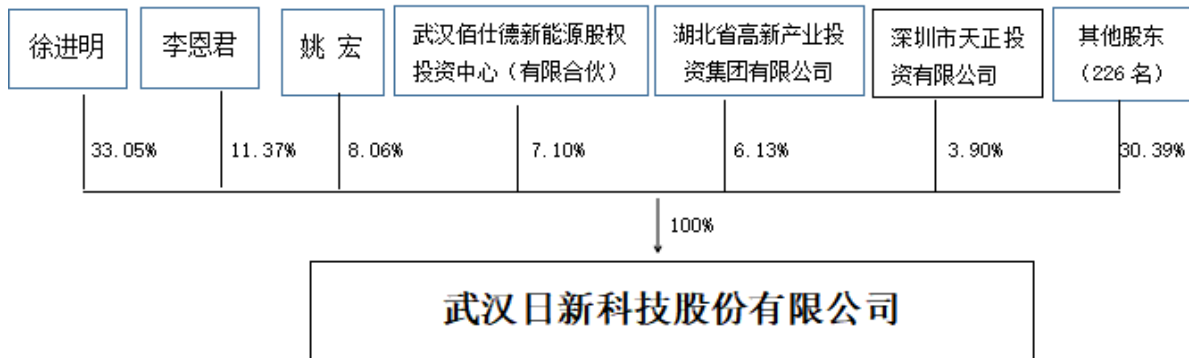 徐进明
李恩君
姚 宏
武汉佰仕德新能源股权
投资中心（有限合伙）
湖北省高新产业投
资集团有限公司
深圳市天正投
资有限公司
其他股东
（226 名）
33.05%
11.37%
8.06%
7.10%
6.13%
3.90%
30.39%
100%
武汉日新科技股份有限公司